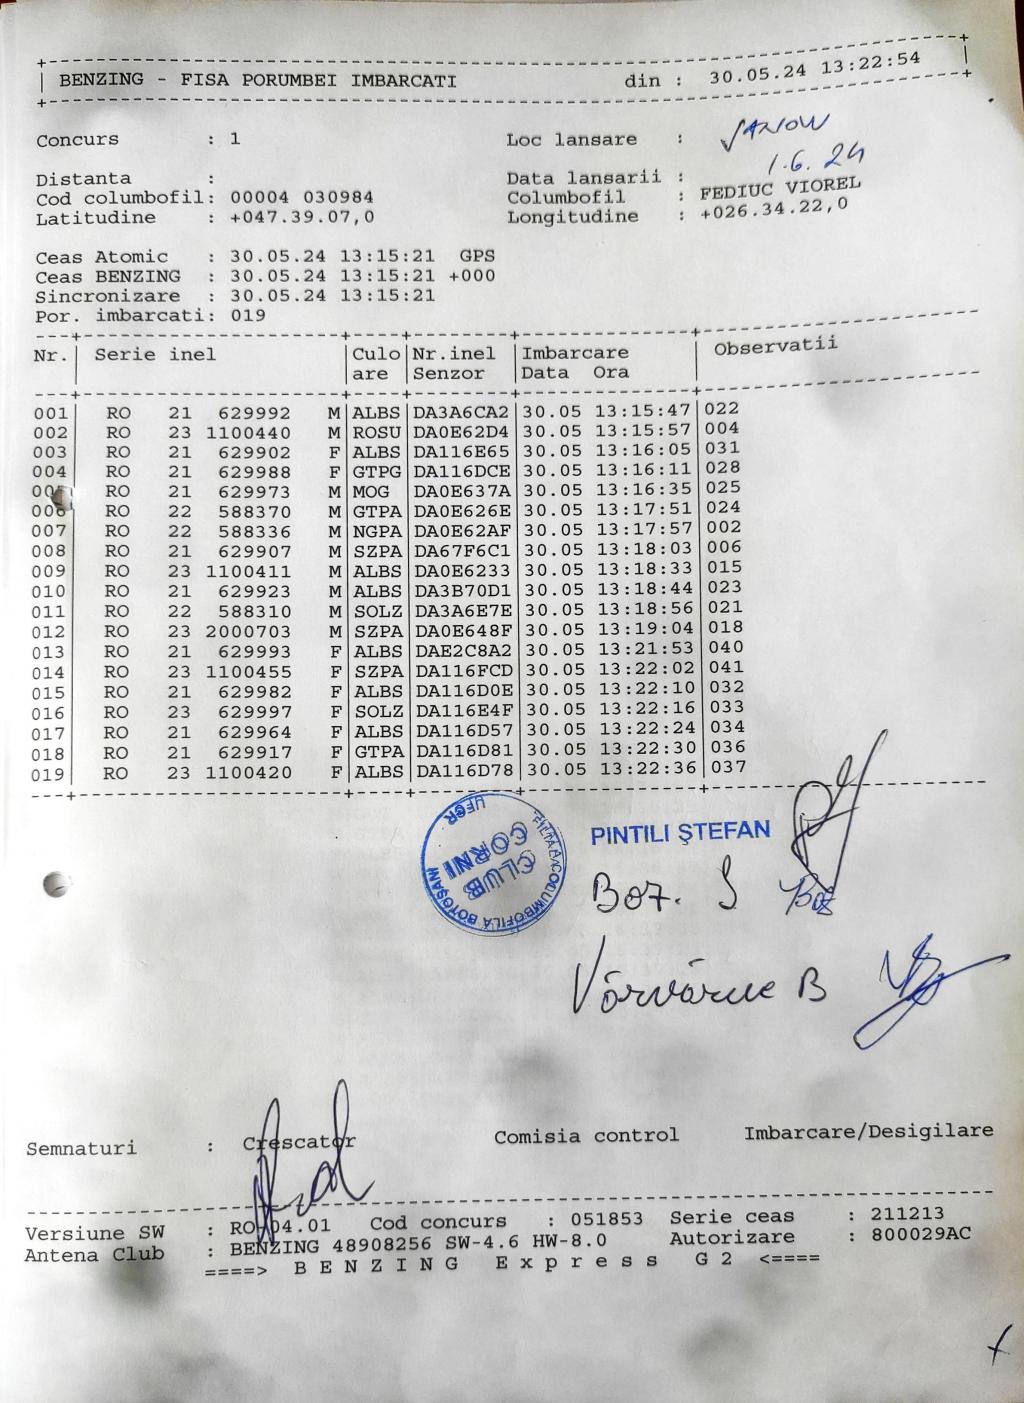 BENZING - FISA PORUMBEI IMBARCATI din : 30.05.24 13:22:54
Concurs : 1 Loc lansare : JARIOW
1.6.24
Distanta : Data lansarii :
Cod columbofil: 00004 030984 Columbofil : FEDIUC VIOREL
Latitudine : +047.39.07,0 Longitudine : +026.34.22,0
Ceas Atomic : 30.05.24 13:15:21 GPS
Ceas BENZING : 30.05.24 13:15:21 +000
Sincronizare : 30.05.24 13:15:21
Por. imbarcati: 019
Nr. Serie inel Culo Nr.inel Imbarcare Observatii
are Senzor Data Ora
001 RO 21 629992 M ALBS DA3A6CA2 30.05 13:15:47 022
002 RO 23 1100440 M ROSU DA0E62D4 30.05 13:15:57 004
003 RO 21 629902 F ALBS DA116E65 30.05 13:16:05 031
004 RO 21 629988 F GTPG DA116DCE 30.05 13:16:11 028
005 RO 21 629973 M MOG DA0E637A 30.05 13:16:35 025
006 RO 22 588370 M GTPA DA0E626E 30.05 13:17:51 024
007 RO 22 588336 M NGPA DA0E62AF 30.05 13:17:57 002
008 RO 21 629907 M SZPA DA67F6C1 30.05 13:18:03 006
009 RO 23 1100411 M ALBS DA0E6233 30.05 13:18:33 015
010 RO 21 629923 M ALBS DA3B70D1 30.05 13:18:44 023
011 RO 22 588310 M SOLZ DA3A6E7E 30.05 13:18:56 021
012 RO 23 2000703 M SZPA DA0E648F 30.05 13:19:04 018
013 RO 21 629993 F ALBS DAE2C8A2 30.05 13:21:53 040
014 RO 23 1100455 F SZPA DA116FCD 30.05 13:22:02 041
015 RO 21 629982 F ALBS DA116D0E 30.05 13:22:10 032
016 RO 23 629997 F SOLZ DA116E4F 30.05 13:22:16 033
017 RO 21 629964 F ALBS DA116D57 30.05 13:22:24 034
018 RO 21 629917 F GTPA DA116D81 30.05 13:22:30 036
019 RO 23 1100420 F ALBS DA116D78 30.05 13:22:36 037
UFCR
FILIALA COLUMBOFILA BOTOȘANI
CLUB
CORNI
PINTILI ȘTEFAN
Boz. S
B
Semnaturi : Crescator Comisia control Imbarcare/Desigilare
Versiune SW : RO-04.01 Cod concurs : 051853 Serie ceas : 211213
Antena Club : BENZING 48908256 SW-4.6 HW-8.0 Autorizare : 800029AC
====> B E N Z I N G E x p r e s s G 2 <====